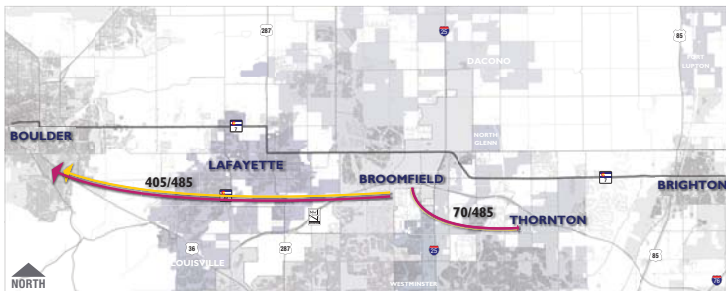 287
25
85
DACONO
FORT
LUPTON
BOULDER
7
NORTH
GLENN
LAFAYETTE
BROOMFIELD
7
BRIGHTON
405/485
70/485
THORNTON
36
287
25
85
LOUISVILLE
WESTMINSTER
76
NORTH